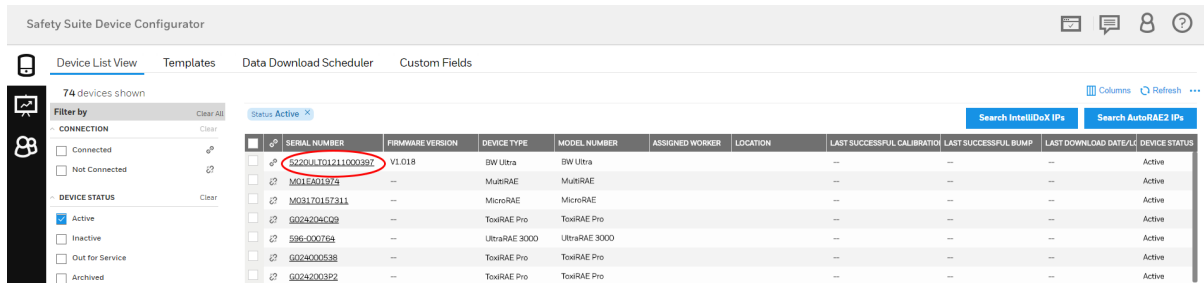 Safety Suite Device Configurator
Device List View Templates Data Download Scheduler Custom Fields
74 devices shown
Columns Refresh ...
Filter by Clear All
Status Active ×
Search IntelliDoX IPs Search AutoRAE2 IPs
CONNECTION Clear
Connected
Not Connected
DEVICE STATUS Clear
Active
Inactive
Out for Service
Archived
SERIAL NUMBER FIRMWARE VERSION DEVICE TYPE MODEL NUMBER ASSIGNED WORKER LOCATION LAST SUCCESSFUL CALIBRATION LAST SUCCESSFUL BUMP LAST DOWNLOAD DATE/LO DEVICE STATUS
5220ULT01211000397 V1.018 BW Ultra BW Ultra -- -- -- Active
M01EA01974 -- MultiRAE MultiRAE -- -- -- Active
M03170157311 -- MicroRAE MicroRAE -- -- -- Active
G024204CQ9 -- ToxiRAE Pro ToxiRAE Pro -- -- -- Active
596-000764 -- UltraRAE 3000 UltraRAE 3000 -- -- -- Active
G024000538 -- ToxiRAE Pro ToxiRAE Pro -- -- -- Active
G0242003P2 -- ToxiRAE Pro ToxiRAE Pro -- -- -- Active